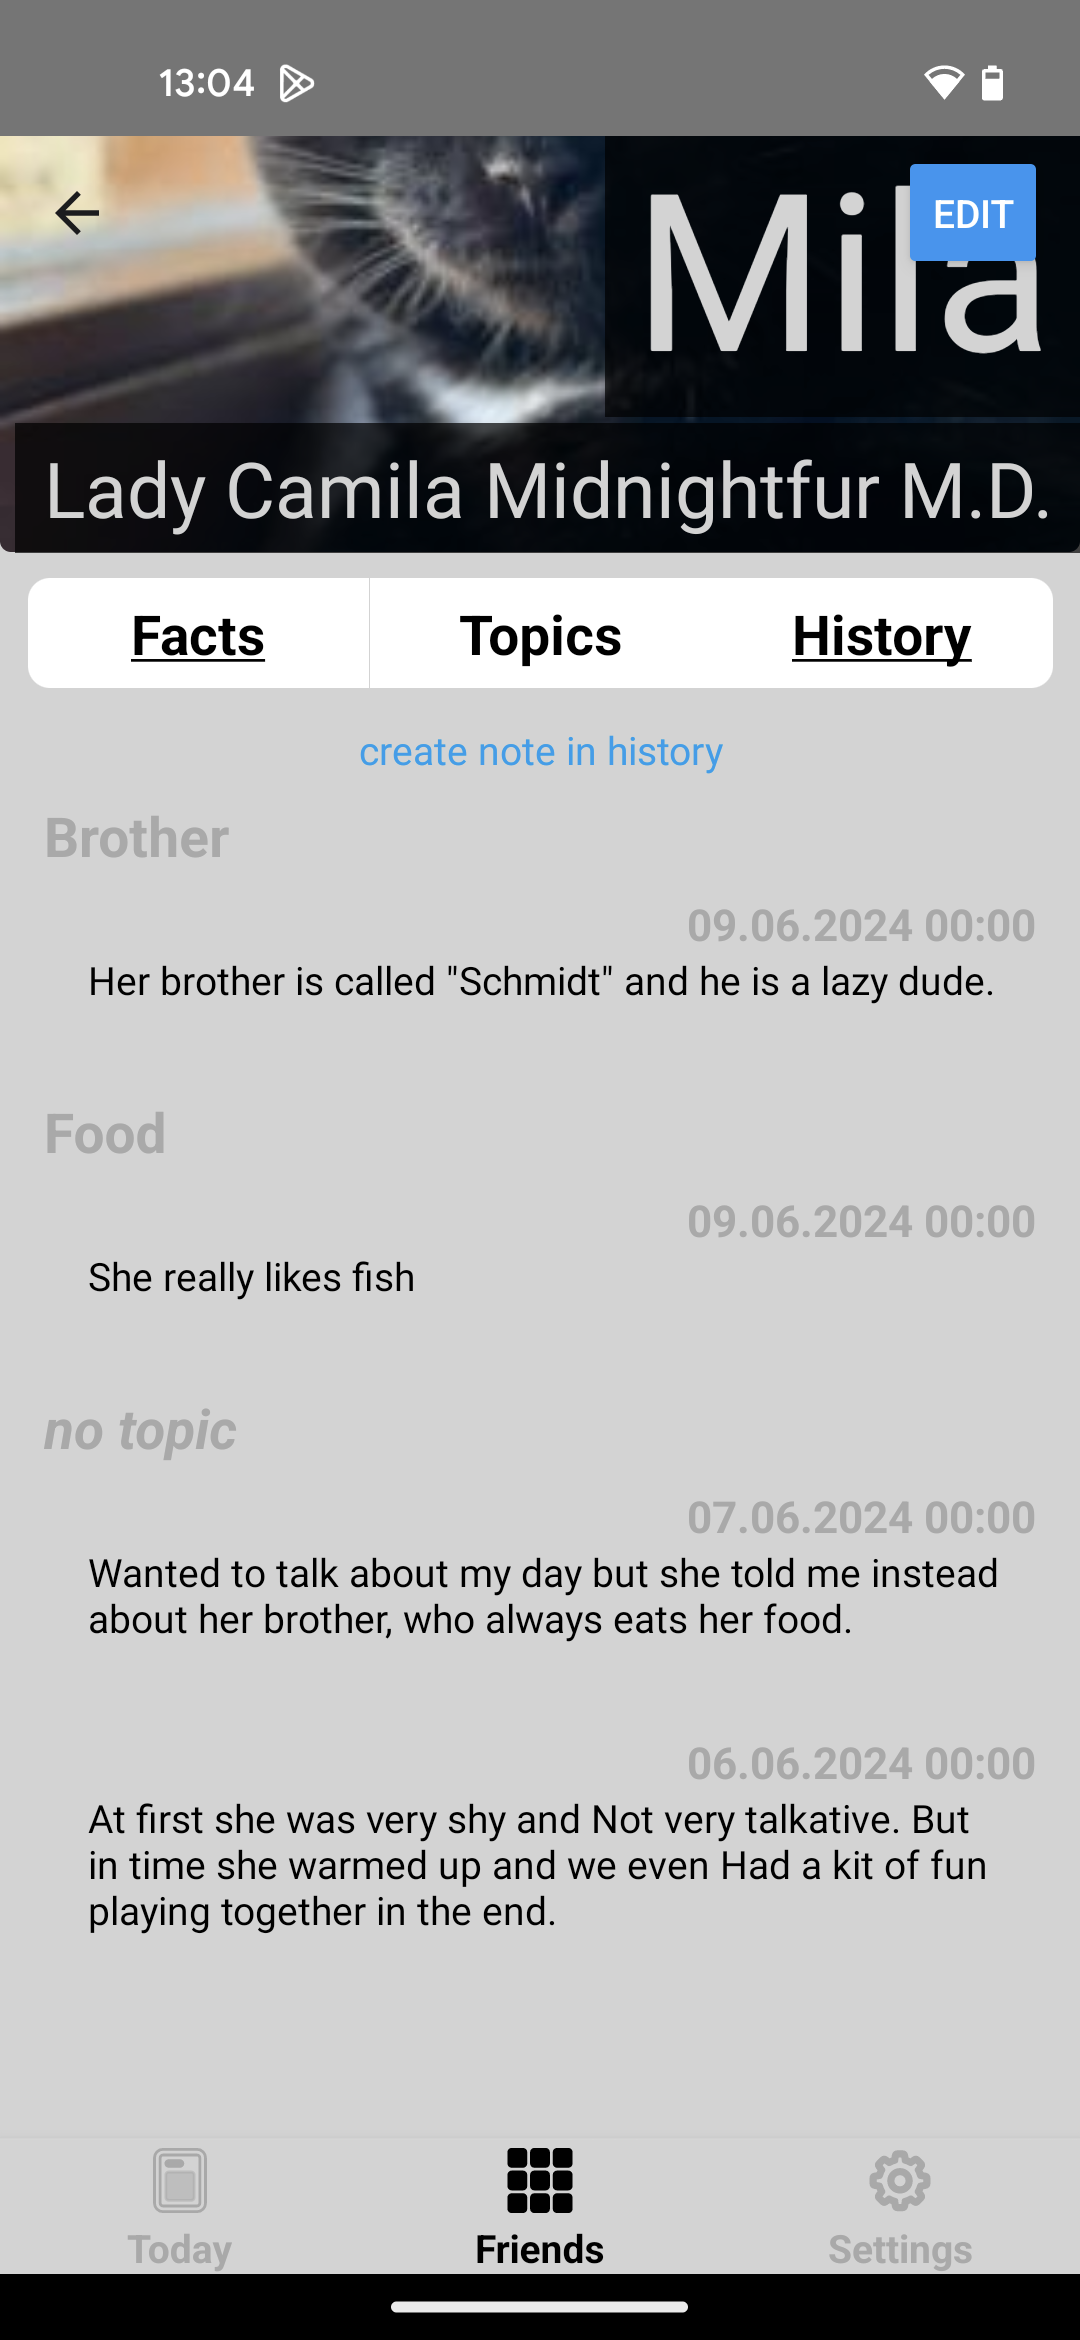 13:04
EDIT
Mila
Lady Camila Midnightfur M.D.
Facts Topics History
create note in history
Brother
09.06.2024 00:00
Her brother is called "Schmidt" and he is a lazy dude.
Food
09.06.2024 00:00
She really likes fish
no topic
07.06.2024 00:00
Wanted to talk about my day but she told me instead
about her brother, who always eats her food.
06.06.2024 00:00
At first she was very shy and Not very talkative. But
in time she warmed up and we even Had a kit of fun
playing together in the end.
Today Friends Settings